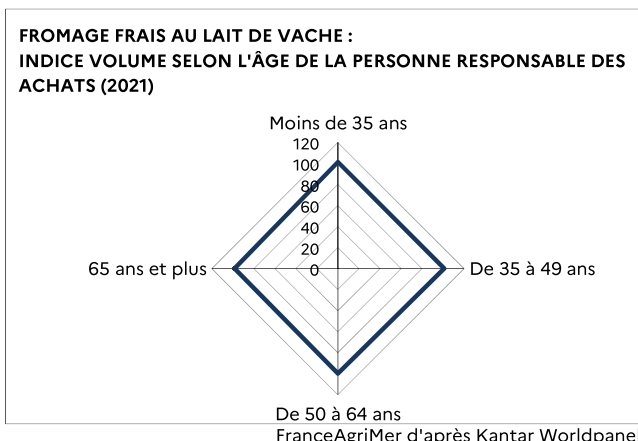 FROMAGE FRAIS AU LAIT DE VACHE :
INDICE VOLUME SELON L'ÂGE DE LA PERSONNE RESPONSABLE DES
ACHATS (2021)
Moins de 35 ans
120
100
80
60
40
20
0
65 ans et plus
De 35 à 49 ans
De 50 à 64 ans
FranceAgriMer d'après Kantar Worldpanel